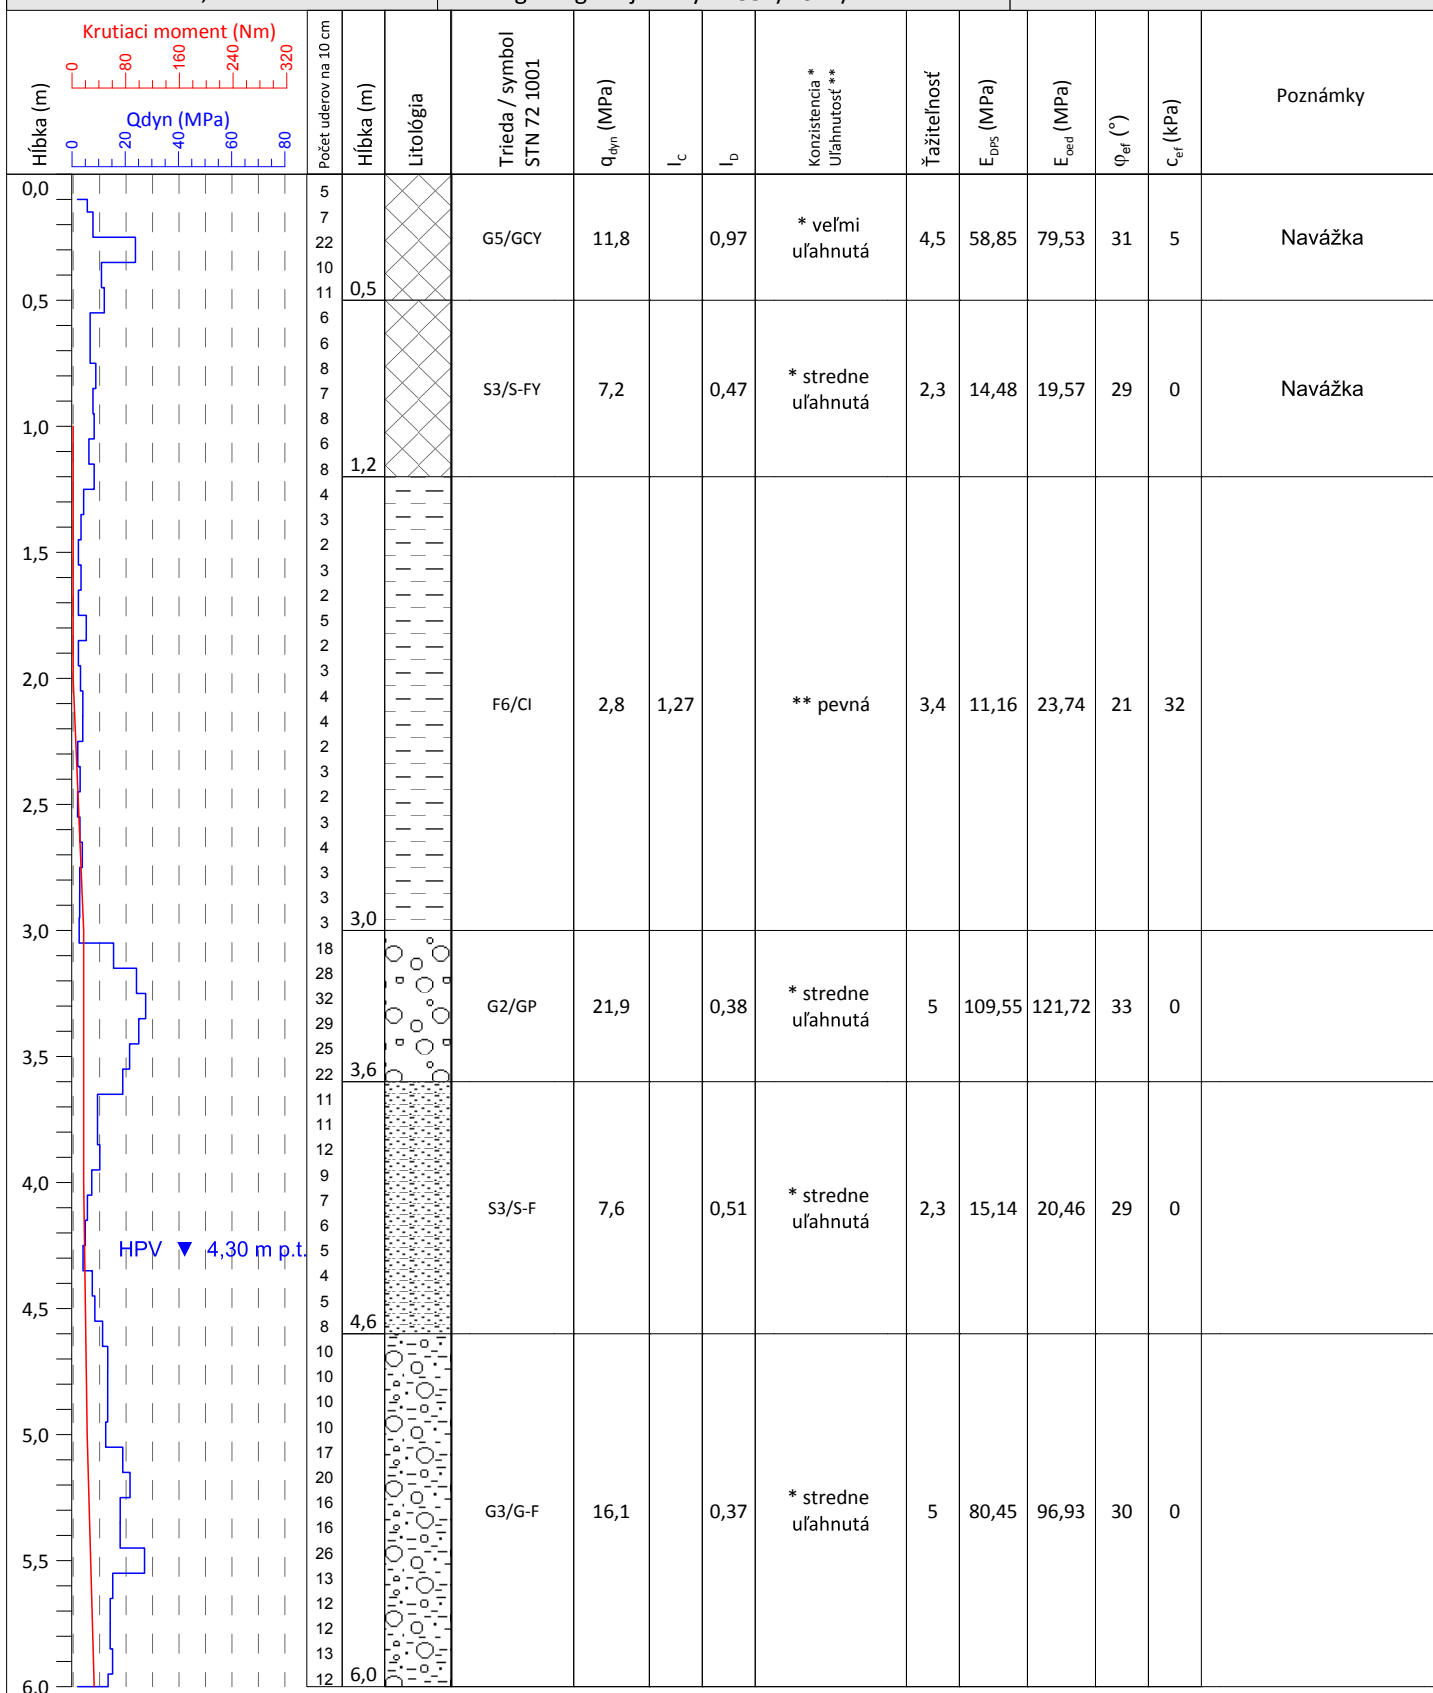 Krutiaci moment (Nm)
0 80 160 240 320
Qdyn (MPa)
0 20 40 60 80
Hĺbka (m)
Počet uderov na 10 cm
Hĺbka (m)
Litológia
Trieda / symbol
STN 72 1001
q dyn (MPa)
I C
I D
Konzistencia *
Uľahnutosť **
Ťažiteľnosť
E DPS (MPa)
E oed (MPa)
φ ef (°)
c ef (kPa)
Poznámky
0,0
5
7
22
10
11
0,5
G5/GCY 11,8 0,97 * veľmi uľahnutá 4,5 58,85 79,53 31 5 Navážka
0,5
6
6
8
7
8
1,0
6
8
1,2
S3/S-FY 7,2 0,47 * stredne uľahnutá 2,3 14,48 19,57 29 0 Navážka
4
3
2
1,5
3
2
5
2
3
2,0
4
4
2
3
2
2,5
3
4
3
3
3
3,0
F6/CI 2,8 1,27 ** pevná 3,4 11,16 23,74 21 32
3,0
18
28
32
29
25
3,5
22
3,6
G2/GP 21,9 0,38 * stredne uľahnutá 5 109,55 121,72 33 0
11
11
12
9
4,0
7
6
5
HPV ▼ 4,30 m p.t.
4
5
4,5
8
4,6
S3/S-F 7,6 0,51 * stredne uľahnutá 2,3 15,14 20,46 29 0
10
10
10
10
5,0
17
20
16
16
26
5,5
13
12
12
13
12
6,0
G3/G-F 16,1 0,37 * stredne uľahnutá 5 80,45 96,93 30 0
6,0